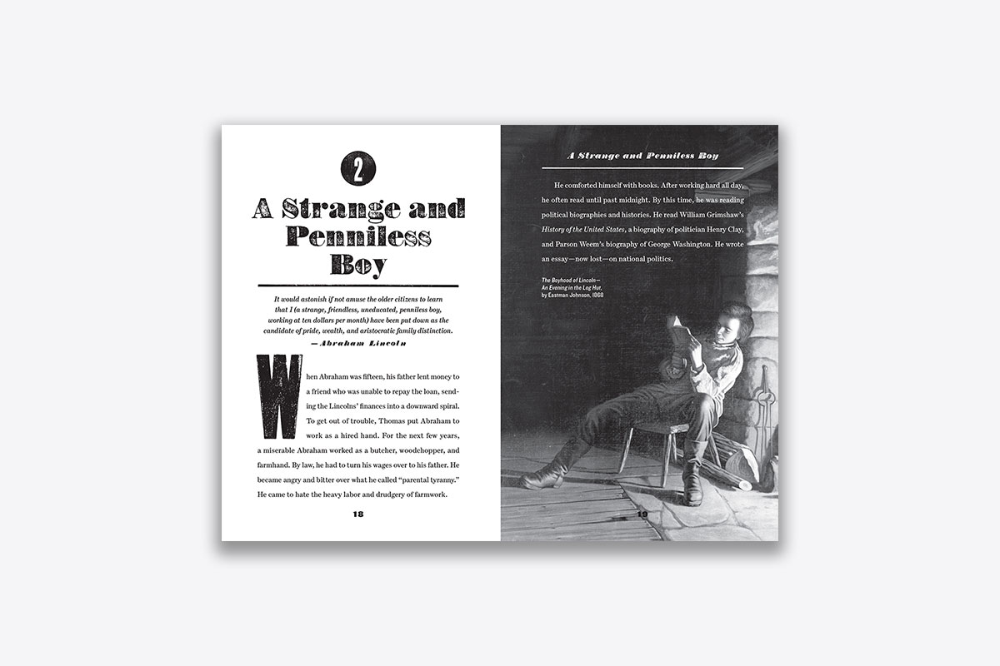 2
A Strange and
Penniless
Boy
It would astonish if not amuse the older citizens to learn
that I (a strange, friendless, uneducated, penniless boy,
working at ten dollars per month) have been put down as the
candidate of pride, wealth, and aristocratic family distinction.
—Abraham Lincoln
When Abraham was fifteen, his father lent money to
a friend who was unable to repay the loan, send-
ing the Lincolns’ finances into a downward spiral.
To get out of trouble, Thomas put Abraham to
work as a hired hand. For the next few years,
a miserable Abraham worked as a butcher, woodchopper, and
farmhand. By law, he had to turn his wages over to his father. He
became angry and bitter over what he called “parental tyranny.”
He came to hate the heavy labor and drudgery of farmwork.
18
A Strange and Penniless Boy
He comforted himself with books. After working hard all day,
he often read until past midnight. By this time, he was reading
political biographies and histories. He read William Grimshaw’s
History of the United States, a biography of politician Henry Clay,
and Parson Weem’s biography of George Washington. He wrote
an essay—now lost—on national politics.
The Boyhood of Lincoln—
An Evening in the Log Hut,
by Eastman Johnson, 1868
19